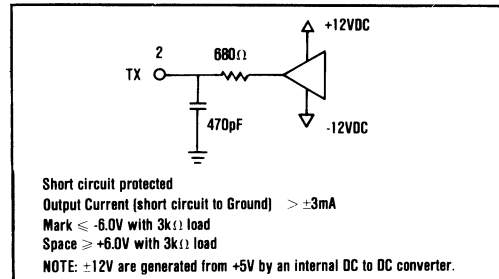 +12VDC
2
680Ω
TX
470pF
-12VDC
Short circuit protected
Output Current (short circuit to Ground) > ±3mA
Mark ≤ -6.0V with 3kΩ load
Space ≥ +6.0V with 3kΩ load
NOTE: ±12V are generated from +5V by an internal DC to DC converter.